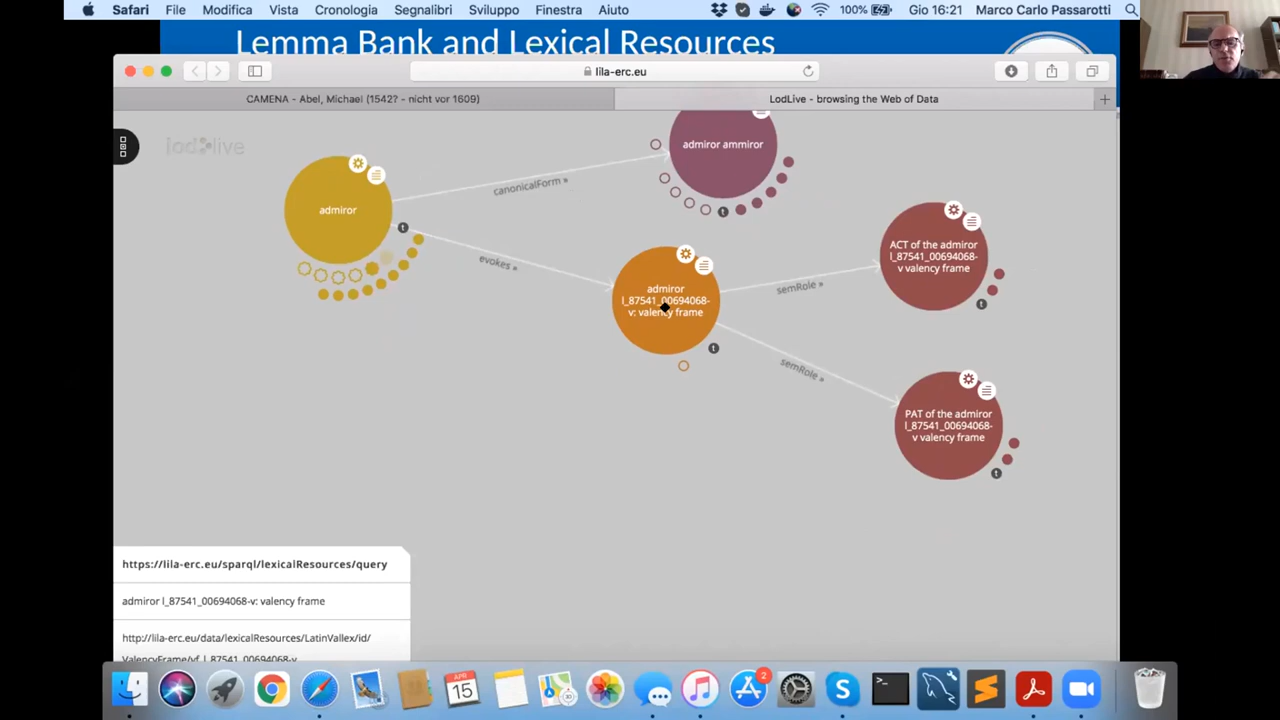 Safari File Modifica Vista Cronologia Segnalibri Sviluppo Finestra Aiuto 100% Gio 16:21 Marco Carlo Passarotti
Lemma Bank and Lexical Resources
lila-erc.eu
CAMENA - Abel, Michael (1542? - nicht vor 1609)
LodLive - browsing the Web of Data
lodlive
admiror ammiror
admiror
canonicalForm »
t
t
evokes »
admiror
l_87541_00694068-
v: valency frame
t
semRole »
ACT of the admiror
l_87541_00694068-
v valency frame
t
semRole »
PAT of the admiror
l_87541_00694068-
v valency frame
t
https://lila-erc.eu/sparql/lexicalResources/query
admiror l_87541_00694068-v: valency frame
http://lila-erc.eu/data/lexicalResources/LatinVallex/id/
ValencyFrame/vf_l_87541_00694068-v
APR
15
2